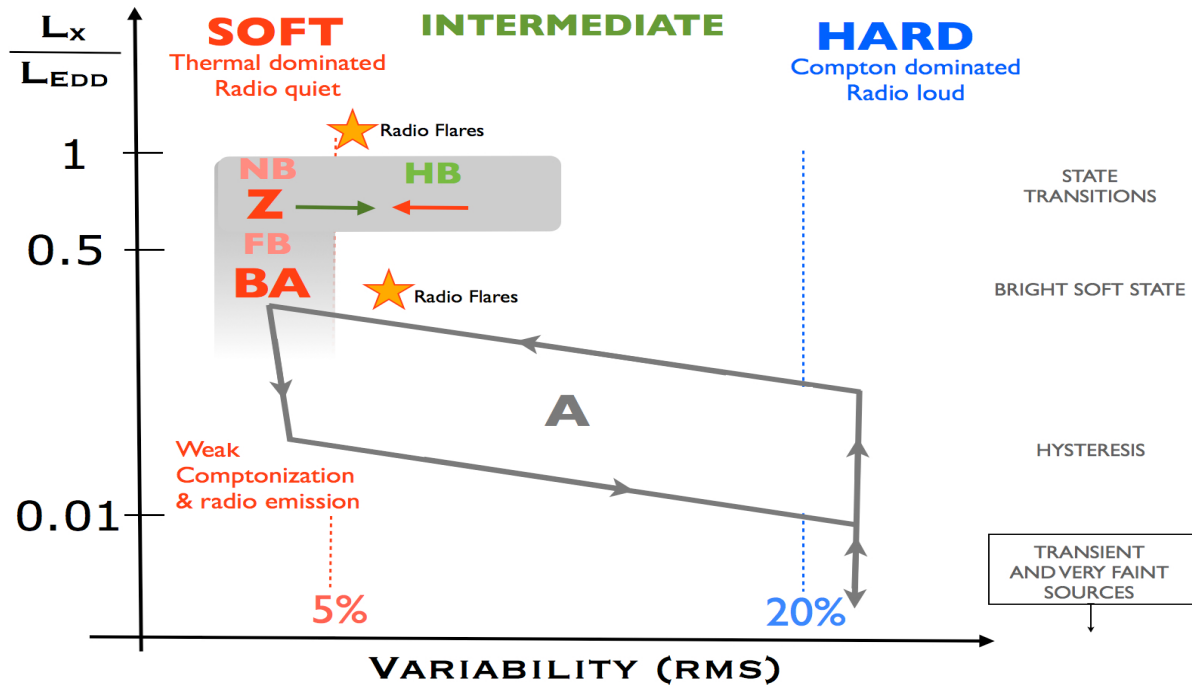 Lx
LEDD
SOFT
Thermal dominated
Radio quiet
INTERMEDIATE
HARD
Compton dominated
Radio loud
Radio Flares
1
NB
HB
Z
STATE
TRANSITIONS
0.5
FB
BA
Radio Flares
BRIGHT SOFT STATE
A
Weak
Comptonization
& radio emission
HYSTERESIS
0.01
TRANSIENT
AND VERY FAINT
SOURCES
5%
20%
VARIABILITY (RMS)